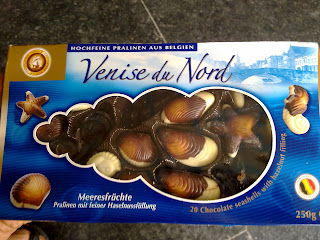 HOCHFEINE PRALINEN AUS BELGIEN
Venise du Nord
Meeresfrüchte
Pralinen mit feiner Haselnussfüllung
20 Chocolate seashells with hazelnut filling
250g